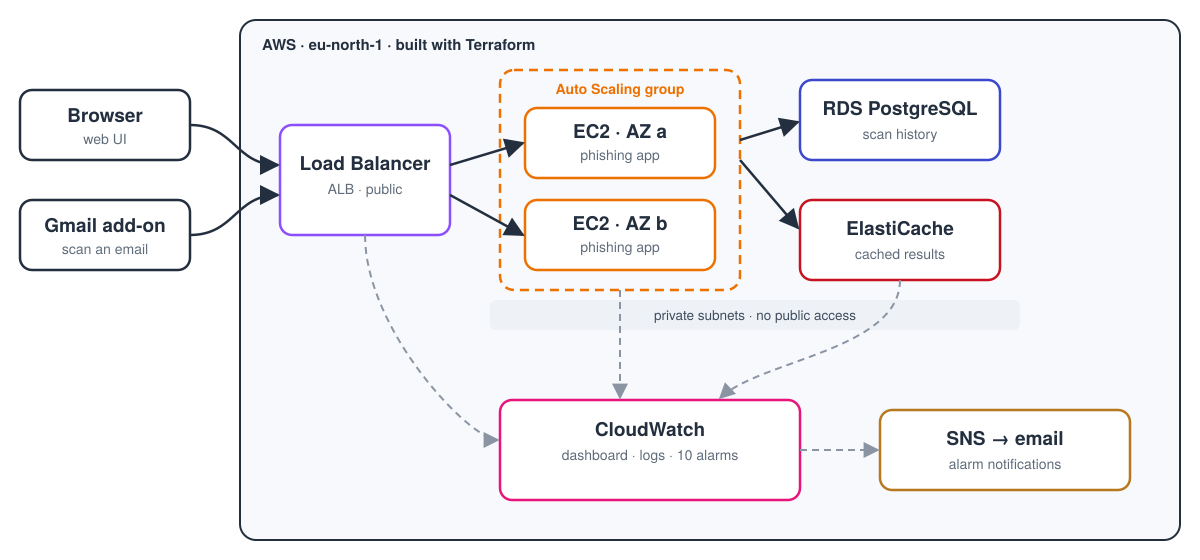 AWS · eu-north-1 · built with Terraform
Browser
web UI
Gmail add-on
scan an email
Load Balancer
ALB · public
Auto Scaling group
EC2 · AZ a
phishing app
EC2 · AZ b
phishing app
RDS PostgreSQL
scan history
ElastiCache
cached results
private subnets · no public access
CloudWatch
dashboard · logs · 10 alarms
SNS → email
alarm notifications